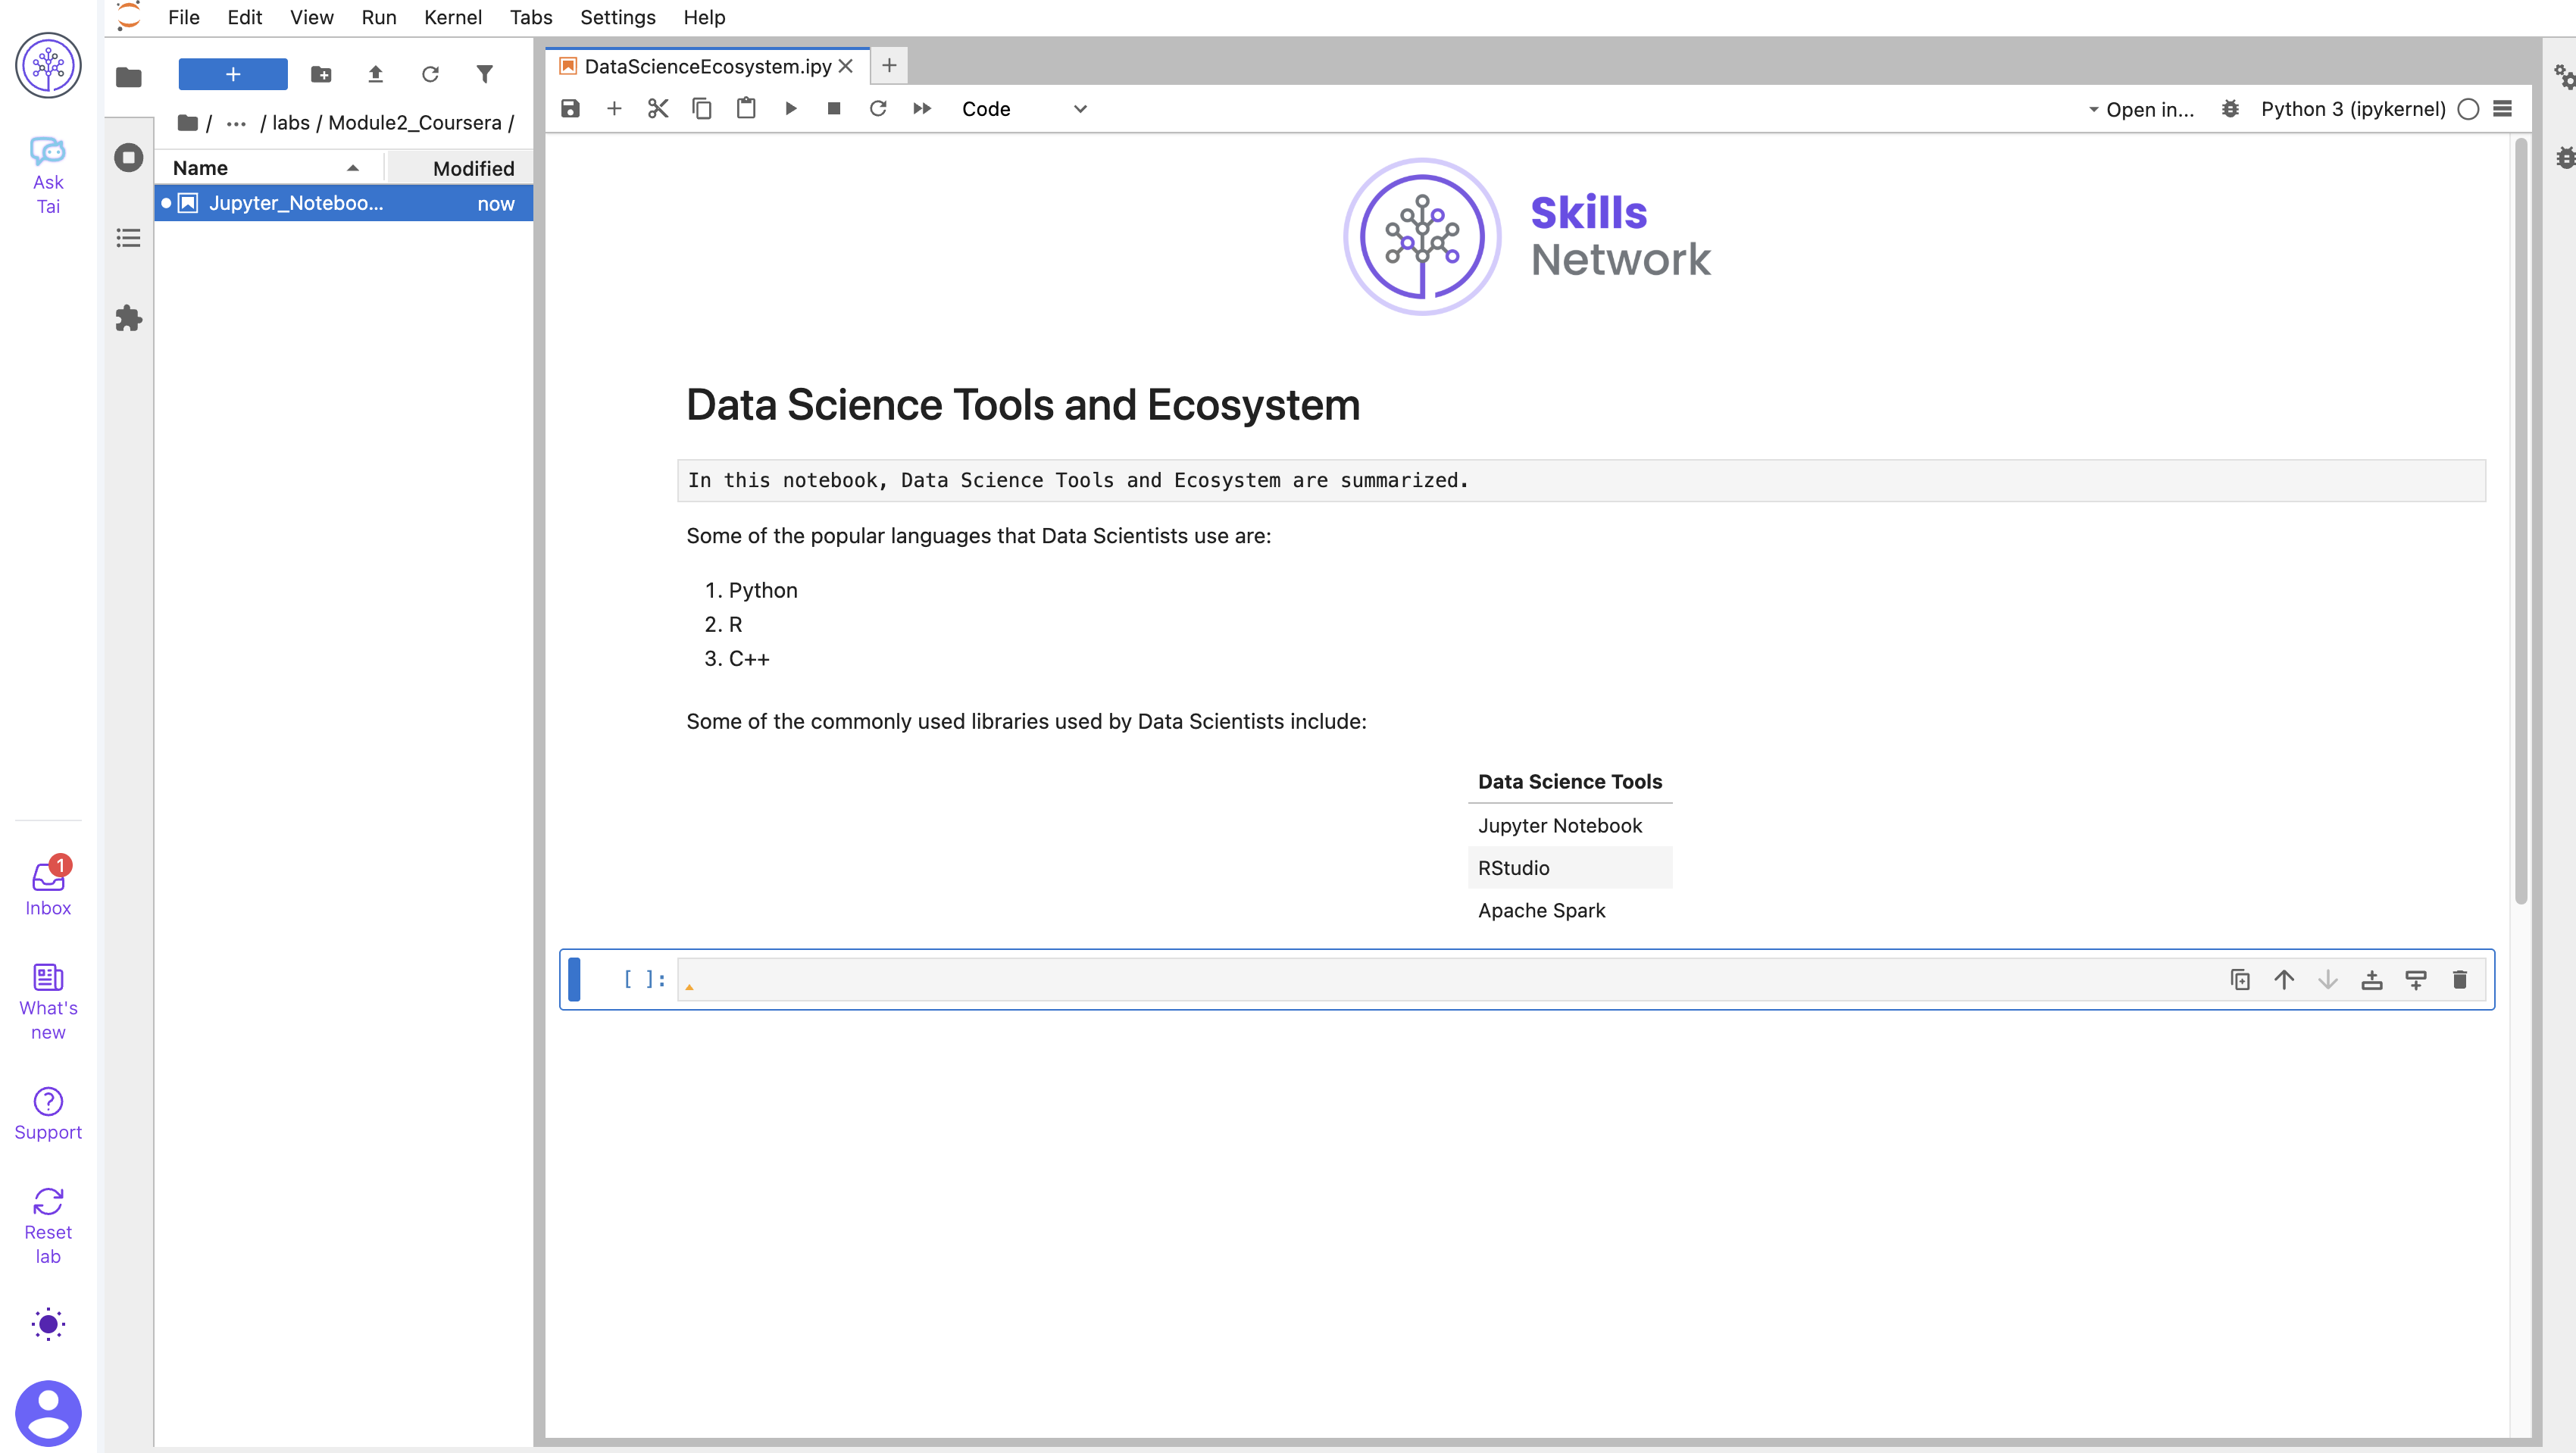 File Edit View Run Kernel Tabs Settings Help
Ask
Tai
/ ... / labs / Module2_Coursera /
Name Modified
Jupyter_Noteboo... now
DataScienceEcosystem.ipy
Code
Open in...
Python 3 (ipykernel)
Skills
Network
Data Science Tools and Ecosystem
In this notebook, Data Science Tools and Ecosystem are summarized.
Some of the popular languages that Data Scientists use are:
1. Python
2. R
3. C++
Some of the commonly used libraries used by Data Scientists include:
Data Science Tools
Jupyter Notebook
RStudio
Apache Spark
[ ]:
1
Inbox
What's
new
Support
Reset
lab